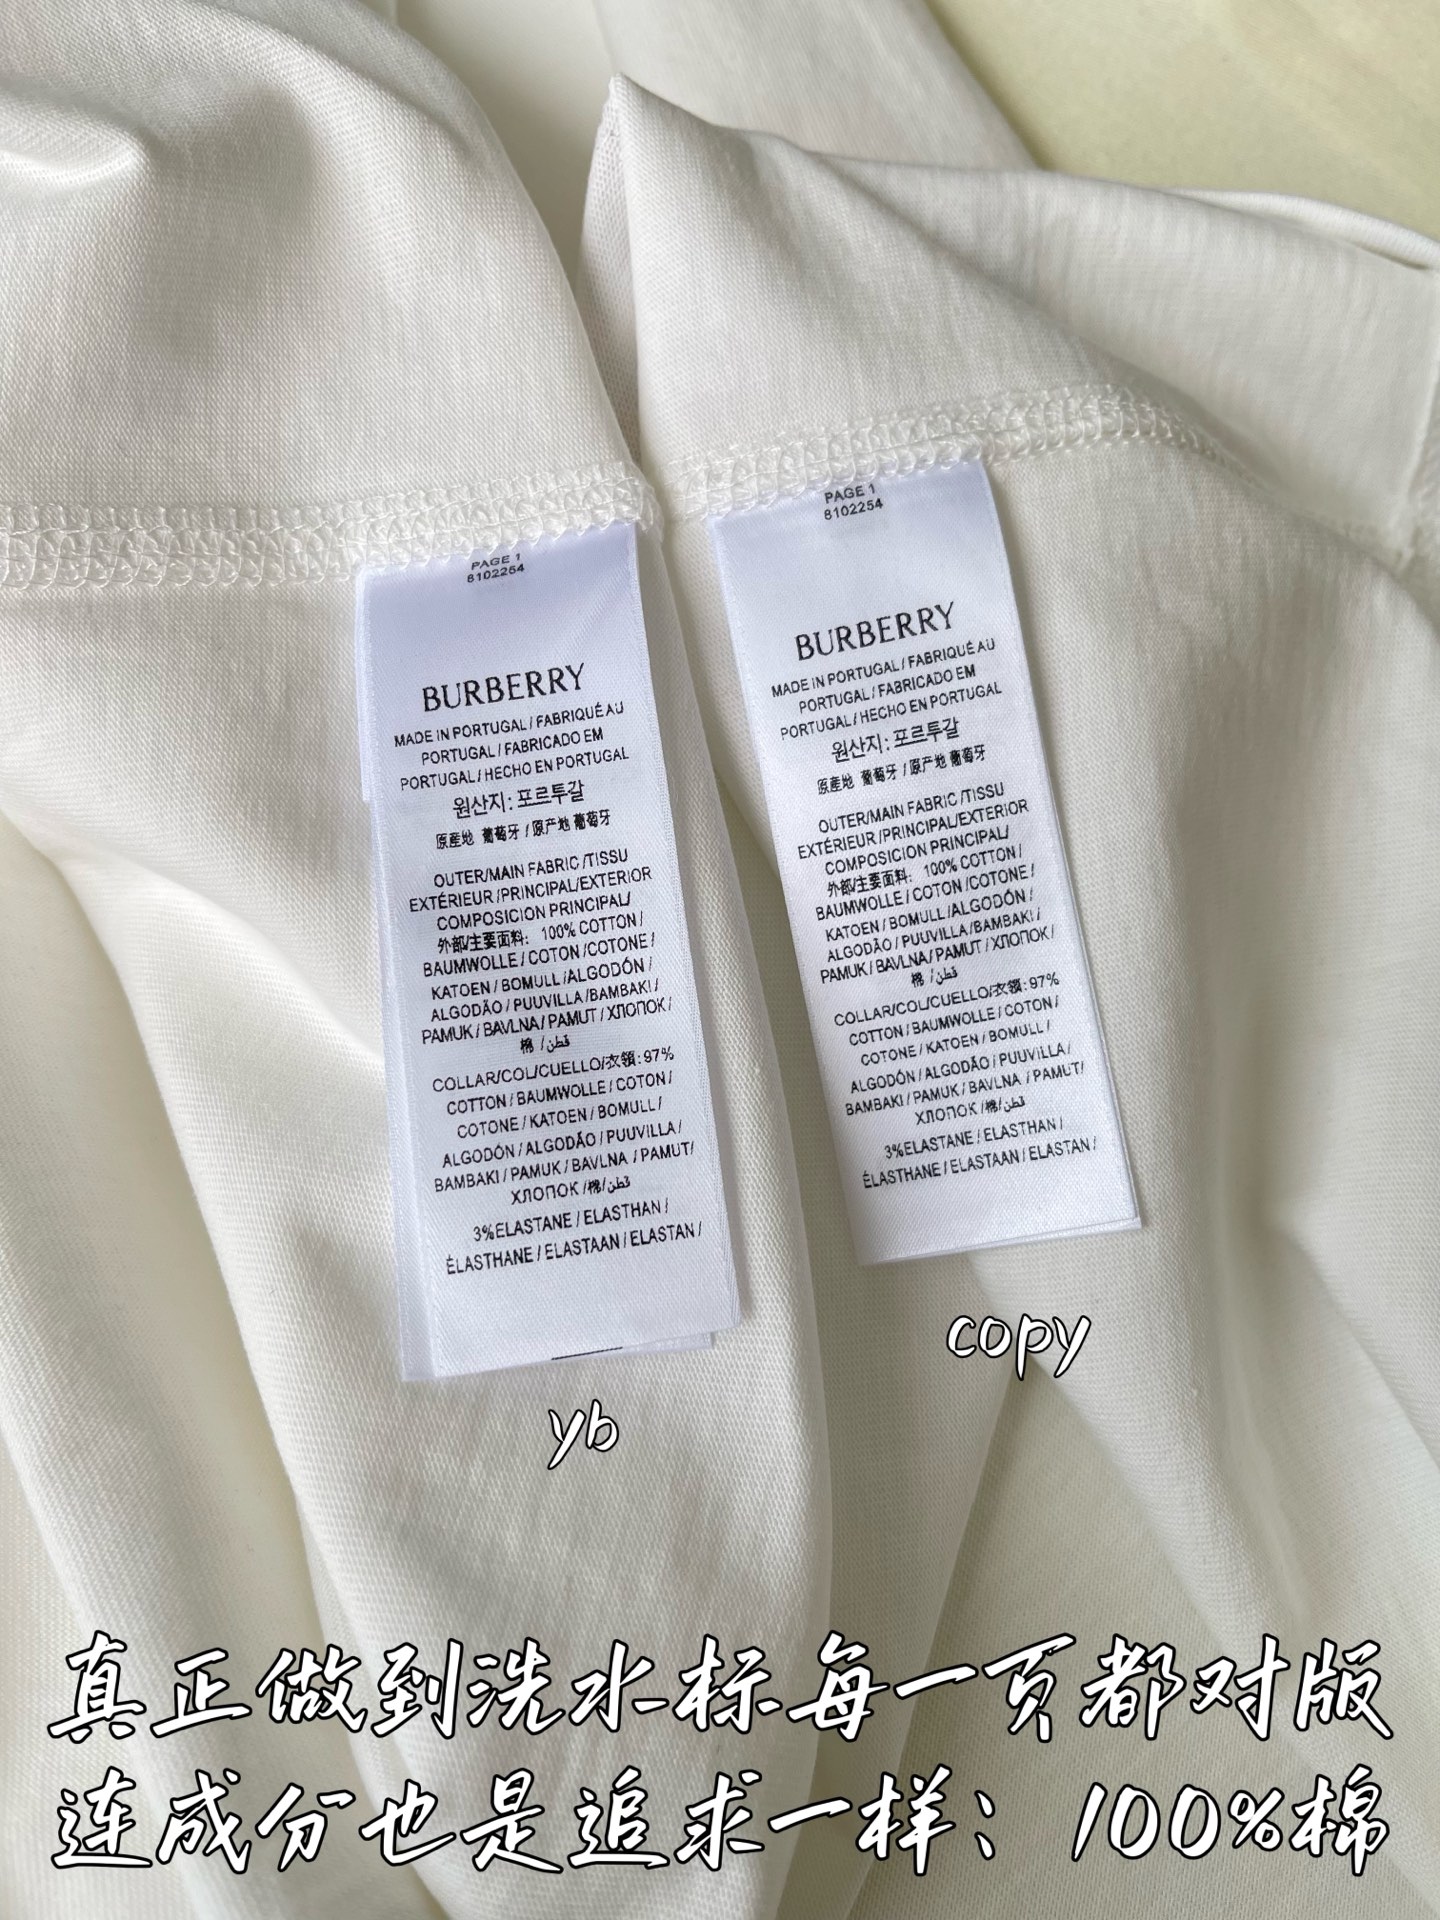 PAGE 1
8102254
BURBERRY
MADE IN PORTUGAL / FABRIQUÉ AU
PORTUGAL / FABRICADO EM
PORTUGAL / HECHO EN PORTUGAL
원산지: 포르투갈
原産地 葡萄牙 / 原产地 葡萄牙
OUTER/MAIN FABRIC /TISSU
EXTÉRIEUR /PRINCIPAL/EXTERIOR
COMPOSICION PRINCIPAL/
外部/主要面料: 100% COTTON /
BAUMWOLLE / COTON /COTONE /
KATOEN / BOMULL /ALGODÓN /
ALGODÃO / PUUVILLA /BAMBAKI /
PAMUK / BAVLNA / PAMUT / ХЛОПОК /
棉 /قطن
COLLAR/COL/CUELLO/衣領: 97%
COTTON / BAUMWOLLE / COTON /
COTONE / KATOEN / BOMULL /
ALGODÓN / ALGODÃO / PUUVILLA /
BAMBAKI / PAMUK / BAVLNA / PAMUT/
ХЛОПОК /棉/قطن
3%ELASTANE / ELASTHAN /
ÉLASTHANE / ELASTAAN / ELASTAN /
yb
PAGE 1
8102254
BURBERRY
MADE IN PORTUGAL / FABRIQUÉ AU
PORTUGAL / FABRICADO EM
PORTUGAL / HECHO EN PORTUGAL
원산지: 포르투갈
原産地 葡萄牙 / 原产地 葡萄牙
OUTER/MAIN FABRIC /TISSU
EXTÉRIEUR /PRINCIPAL/EXTERIOR
COMPOSICION PRINCIPAL/
外部/主要面料: 100% COTTON /
BAUMWOLLE / COTON /COTONE /
KATOEN / BOMULL /ALGODÓN /
ALGODÃO / PUUVILLA /BAMBAKI /
PAMUK / BAVLNA / PAMUT / ХЛОПОК /
棉 /قطن
COLLAR/COL/CUELLO/衣領: 97%
COTTON / BAUMWOLLE / COTON /
COTONE / KATOEN / BOMULL /
ALGODÓN / ALGODÃO / PUUVILLA /
BAMBAKI / PAMUK / BAVLNA / PAMUT/
ХЛОПОК /棉/قطن
3%ELASTANE / ELASTHAN /
ÉLASTHANE / ELASTAAN / ELASTAN /
copy
真正做到洗水标每一页都对版
连成分也是追求一样：100%棉